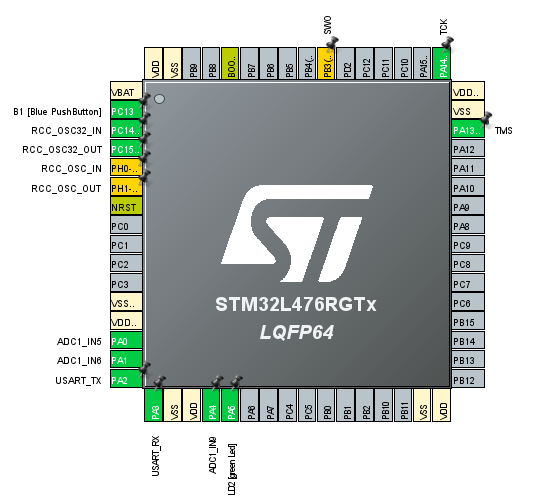 SWO
TCK
VDD
VSS
PB9
PB8
BOO..
PB7
PB6
PB5
PB4(..
PB3(..
PD2
PC12
PC11
PC10
PA15..
PA14..
VBAT
B1 [Blue PushButton]
PC13..
RCC_OSC32_IN
PC14..
RCC_OSC32_OUT
PC15..
RCC_OSC_IN
PH0-..
RCC_OSC_OUT
PH1-..
NRST
PC0
PC1
PC2
PC3
VSS..
VDD..
ADC1_IN5
PA0
ADC1_IN6
PA1
USART_TX
PA2
VDD..
VSS
PA13..
TMS
PA12
PA11
PA10
PA9
PA8
PC9
PC8
PC7
PC6
PB15
PB14
PB13
PB12
ST
STM32L476RGTx
LQFP64
PA3
VSS
VDD
PA4
PA5
PA6
PA7
PC4
PC5
PB0
PB1
PB2
PB10
PB11
VSS
VDD
USART_RX
ADC1_IN9
LD2 [green Led]